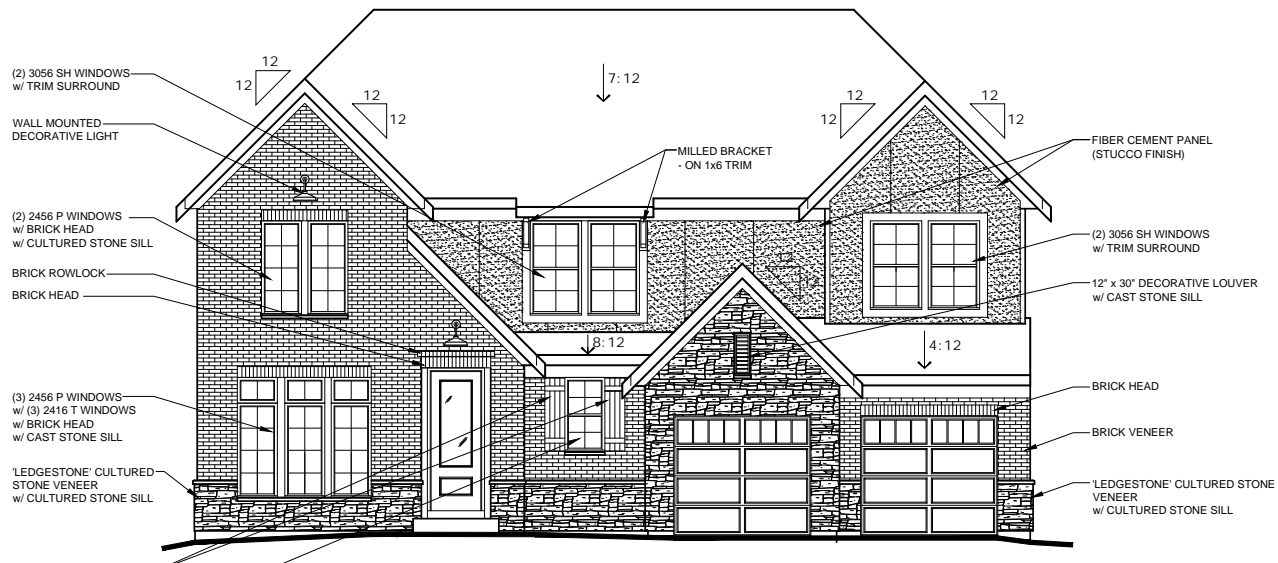 (2) 3056 SH WINDOWS
w/ TRIM SURROUND
WALL MOUNTED
DECORATIVE LIGHT
(2) 2456 P WINDOWS
w/ BRICK HEAD
w/ CULTURED STONE SILL
BRICK ROWLOCK
BRICK HEAD
(3) 2456 P WINDOWS
w/ (3) 2416 T WINDOWS
w/ BRICK HEAD
w/ CAST STONE SILL
'LEDGESTONE' CULTURED
STONE VENEER
w/ CULTURED STONE SILL
12
12
12
12
7:12
MILLED BRACKET
- ON 1x6 TRIM
12
12
12
12
12
12
8:12
4:12
FIBER CEMENT PANEL
(STUCCO FINISH)
(2) 3056 SH WINDOWS
w/ TRIM SURROUND
12" x 30" DECORATIVE LOUVER
w/ CAST STONE SILL
BRICK HEAD
BRICK VENEER
'LEDGESTONE' CULTURED STONE
VENEER
w/ CULTURED STONE SILL